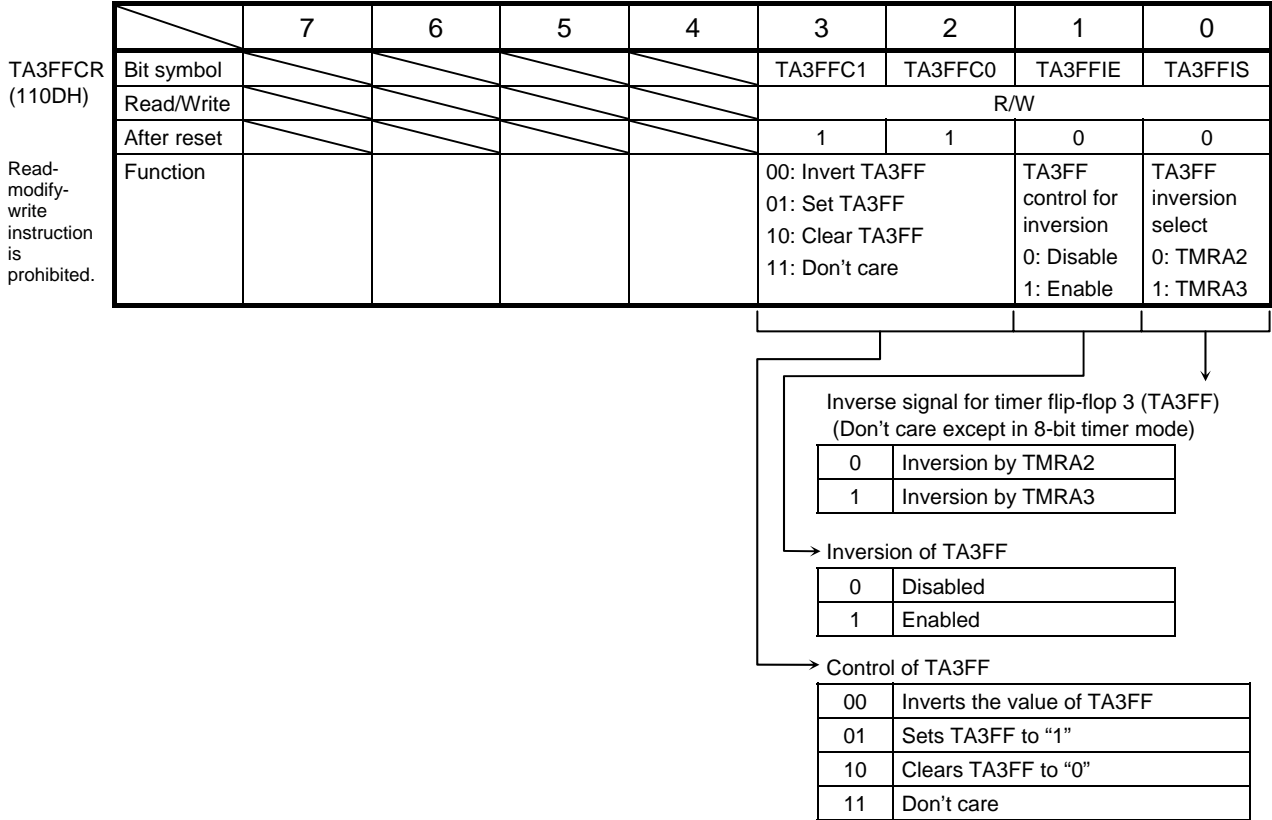 7 6 5 4 3 2 1 0
TA3FFCR
(110DH)
Bit symbol TA3FFC1 TA3FFC0 TA3FFIE TA3FFIS
Read/Write R/W
After reset 1 1 0 0
Read-
modify-
write
instruction
is
prohibited.
Function
00: Invert TA3FF
01: Set TA3FF
10: Clear TA3FF
11: Don't care
TA3FF
control for
inversion
0: Disable
1: Enable
TA3FF
inversion
select
0: TMRA2
1: TMRA3
Inverse signal for timer flip-flop 3 (TA3FF)
(Don't care except in 8-bit timer mode)
0 Inversion by TMRA2
1 Inversion by TMRA3
Inversion of TA3FF
0 Disabled
1 Enabled
Control of TA3FF
00 Inverts the value of TA3FF
01 Sets TA3FF to “1”
10 Clears TA3FF to “0”
11 Don't care